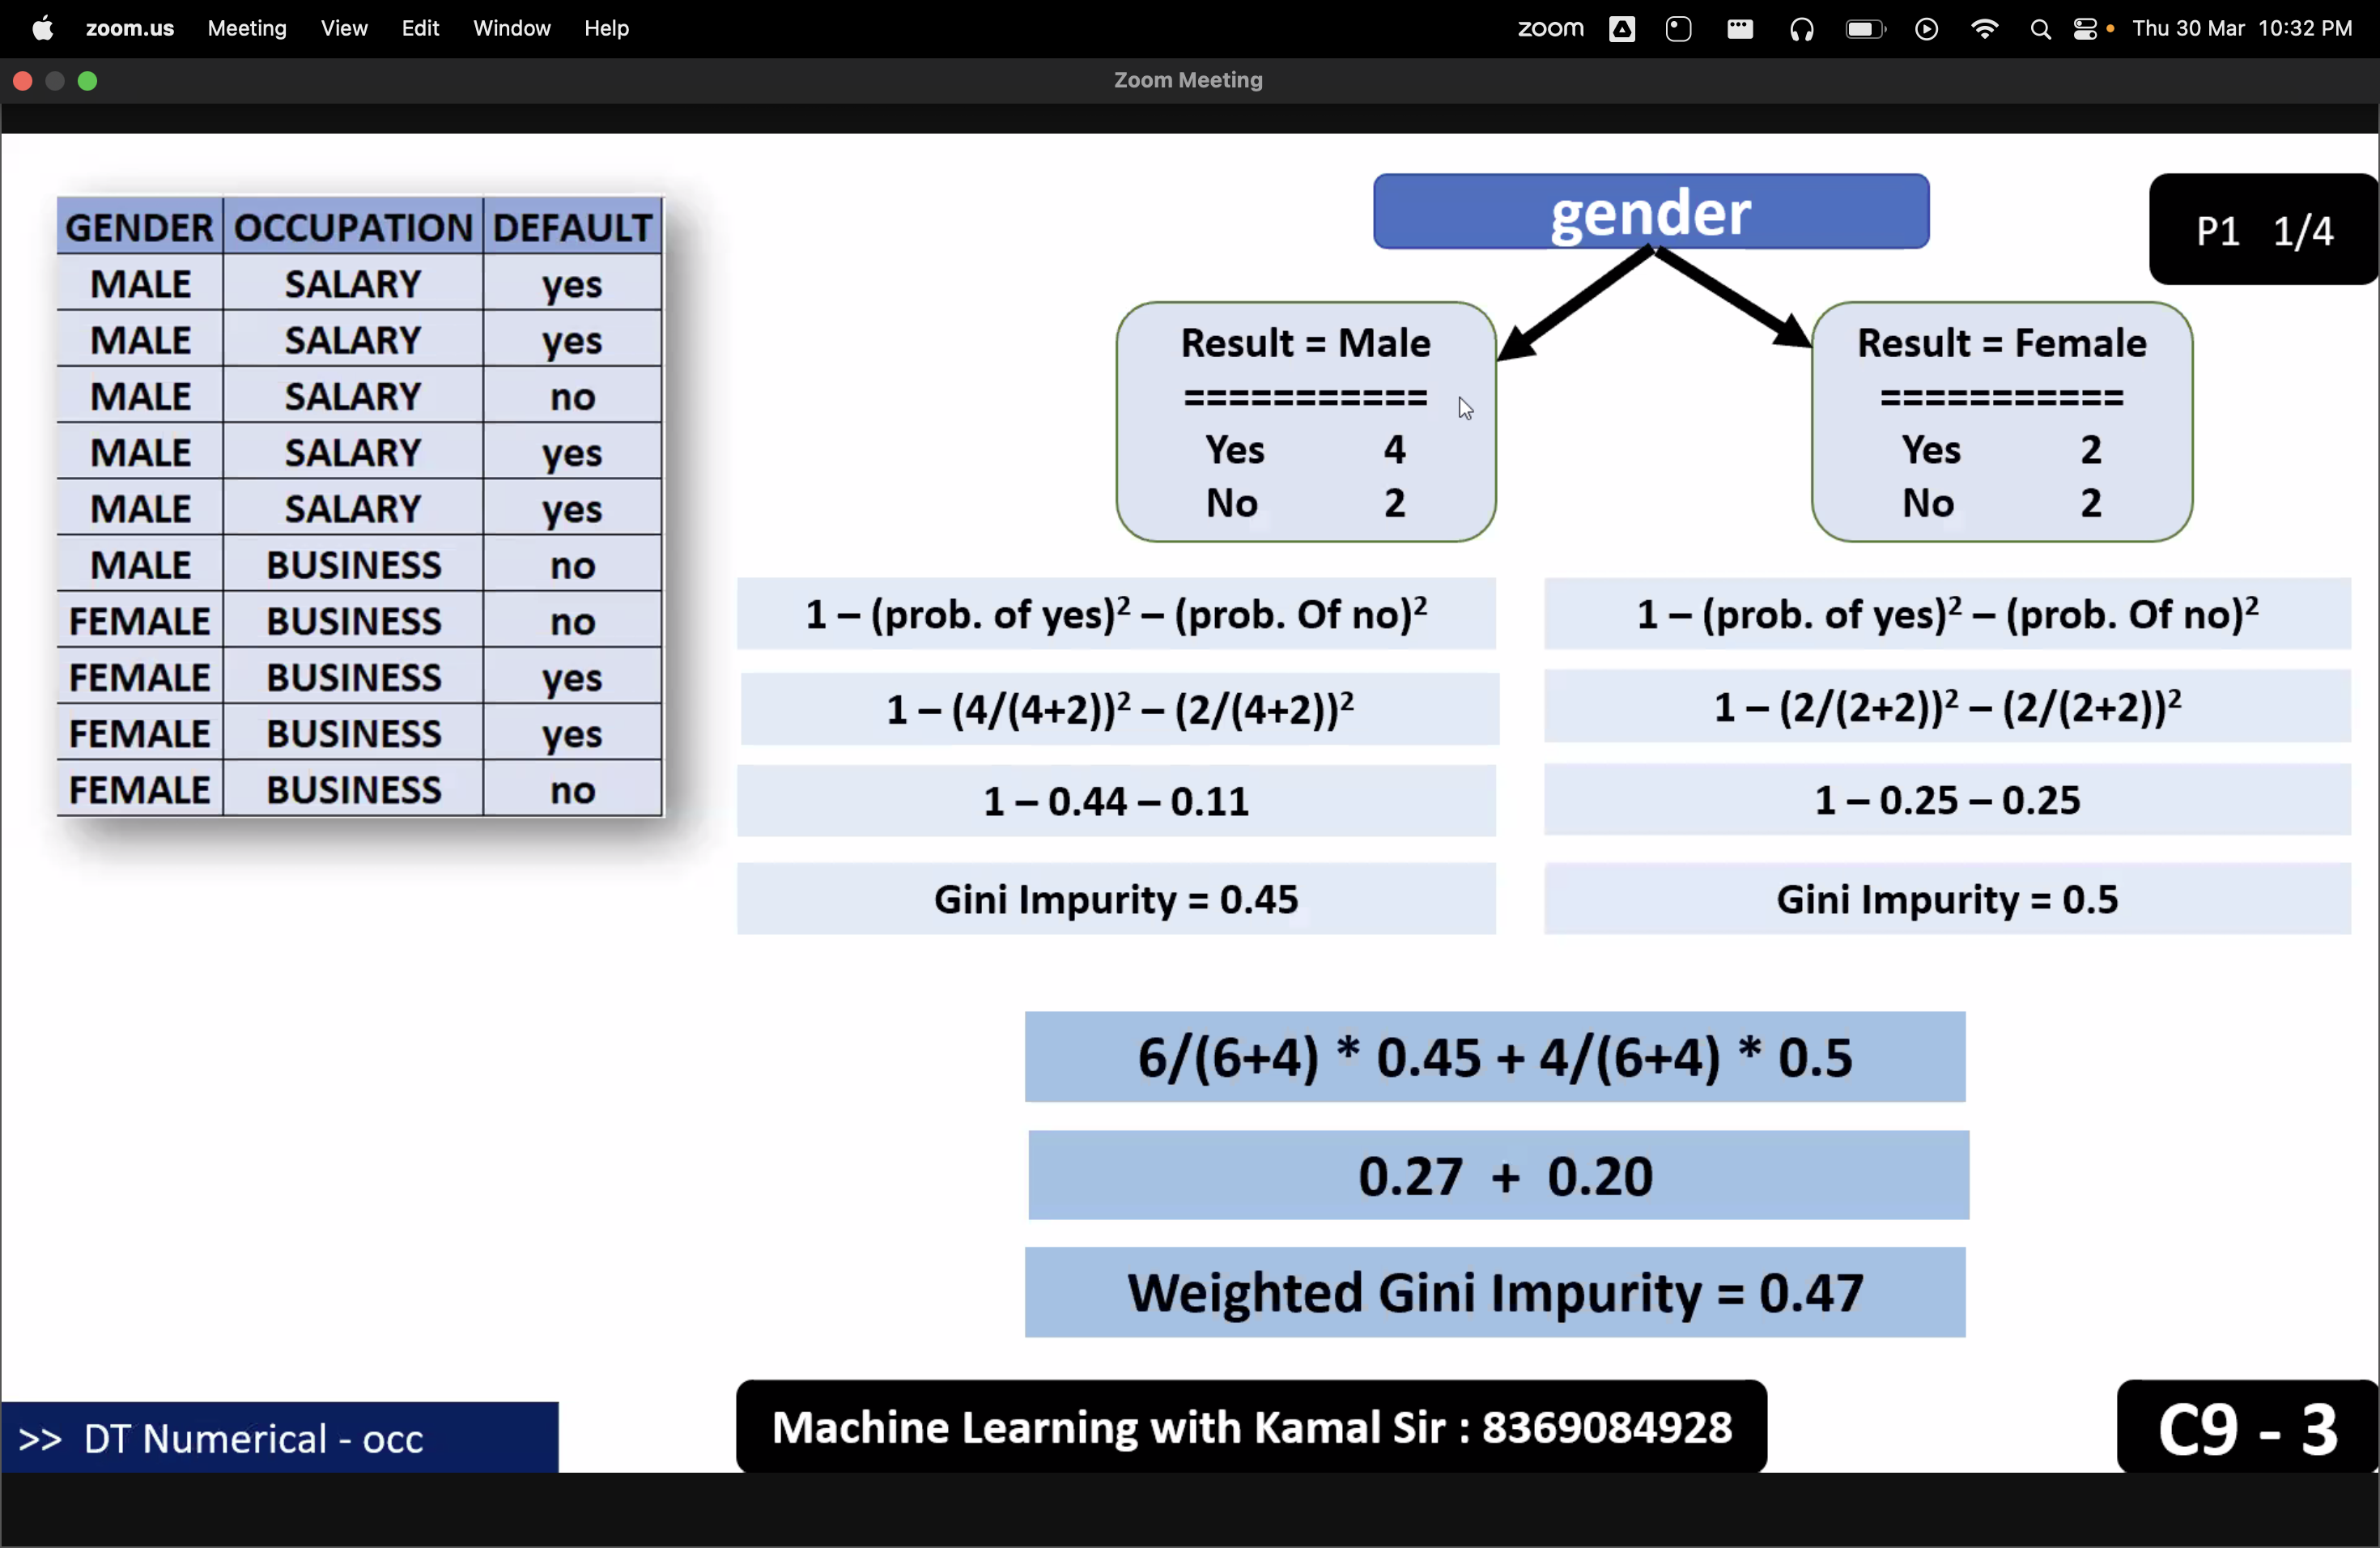 zoom.us Meeting View Edit Window Help zoom Thu 30 Mar 10:32 PM
Zoom Meeting
GENDER OCCUPATION DEFAULT
MALE SALARY yes
MALE SALARY yes
MALE SALARY no
MALE SALARY yes
MALE SALARY yes
MALE BUSINESS no
FEMALE BUSINESS no
FEMALE BUSINESS yes
FEMALE BUSINESS yes
FEMALE BUSINESS no
gender
P1 1/4
Result = Male
===========
Yes 4
No 2
Result = Female
===========
Yes 2
No 2
1 – (prob. of yes)² – (prob. Of no)²
1 – (4/(4+2))² – (2/(4+2))²
1 – 0.44 – 0.11
Gini Impurity = 0.45
1 – (prob. of yes)² – (prob. Of no)²
1 – (2/(2+2))² – (2/(2+2))²
1 – 0.25 – 0.25
Gini Impurity = 0.5
6/(6+4) * 0.45 + 4/(6+4) * 0.5
0.27 + 0.20
Weighted Gini Impurity = 0.47
>> DT Numerical - occ
Machine Learning with Kamal Sir : 8369084928
C9 - 3